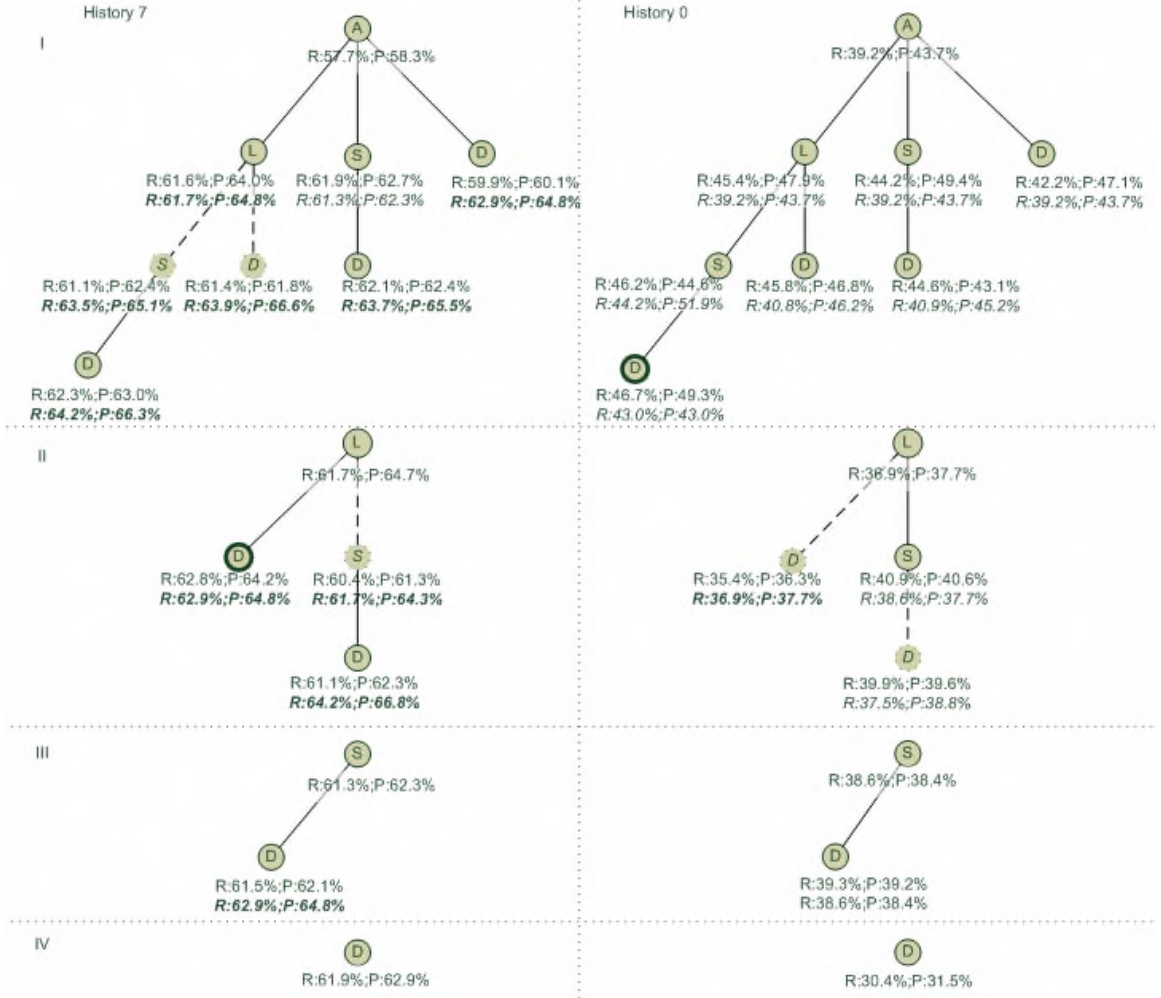 History 7
History 0
I
A
R:57.7%;P:58.3%
A
R:39.2%;P:43.7%
L
S
D
R:61.6%;P:64.0%
R:61.7%;P:64.8%
R:61.9%;P:62.7%
R:61.3%;P:62.3%
R:59.9%;P:60.1%
R:62.9%;P:64.8%
L
S
D
R:45.4%;P:47.9%
R:39.2%;P:43.7%
R:44.2%;P:49.4%
R:39.2%;P:43.7%
R:42.2%;P:47.1%
R:39.2%;P:43.7%
S
D
D
R:61.1%;P:62.4%
R:63.5%;P:65.1%
R:61.4%;P:61.8%
R:63.9%;P:66.6%
R:62.1%;P:62.4%
R:63.7%;P:65.5%
S
D
D
R:46.2%;P:44.6%
R:44.2%;P:51.9%
R:45.8%;P:46.8%
R:40.8%;P:46.2%
R:44.6%;P:43.1%
R:40.9%;P:45.2%
D
R:62.3%;P:63.0%
R:64.2%;P:66.3%
D
R:46.7%;P:49.3%
R:43.0%;P:43.0%
II
L
R:61.7%;P:64.7%
L
R:36.9%;P:37.7%
D
S
R:62.8%;P:64.2%
R:62.9%;P:64.8%
R:60.4%;P:61.3%
R:61.7%;P:64.3%
D
S
R:35.4%;P:36.3%
R:36.9%;P:37.7%
R:40.9%;P:40.6%
R:38.6%;P:37.7%
D
R:61.1%;P:62.3%
R:64.2%;P:66.8%
D
R:39.9%;P:39.6%
R:37.5%;P:38.8%
III
S
R:61.3%;P:62.3%
S
R:38.6%;P:38.4%
D
R:61.5%;P:62.1%
R:62.9%;P:64.8%
D
R:39.3%;P:39.2%
R:38.6%;P:38.4%
IV
D
R:61.9%;P:62.9%
D
R:30.4%;P:31.5%